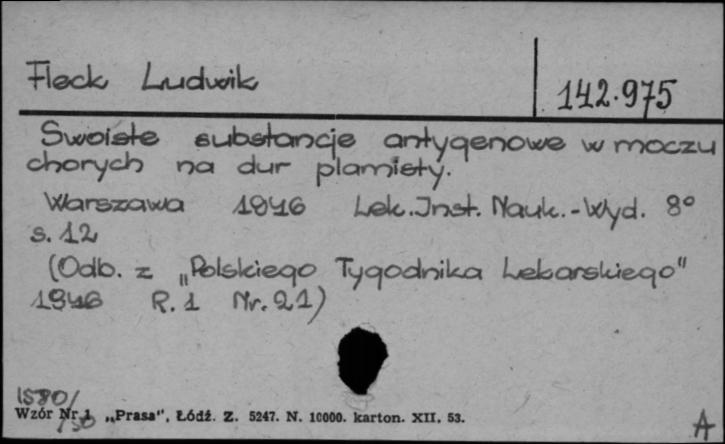 Fleck Ludwik
142.975
Swoiste substancje antygenowe w moczu
chorych na dur plamisty.
Warszawa 1946 Lek.Inst. Nauk.-Wyd. 8°
s. 12
(Odb. z „Polskiego Tygodnika Lekarskiego"
1946 R. 1 Nr. 21)
1580/
/50
Wzór Nr 1 „Prasa", Łódź. Z. 5247. N. 10000. karton. XII. 53.
A